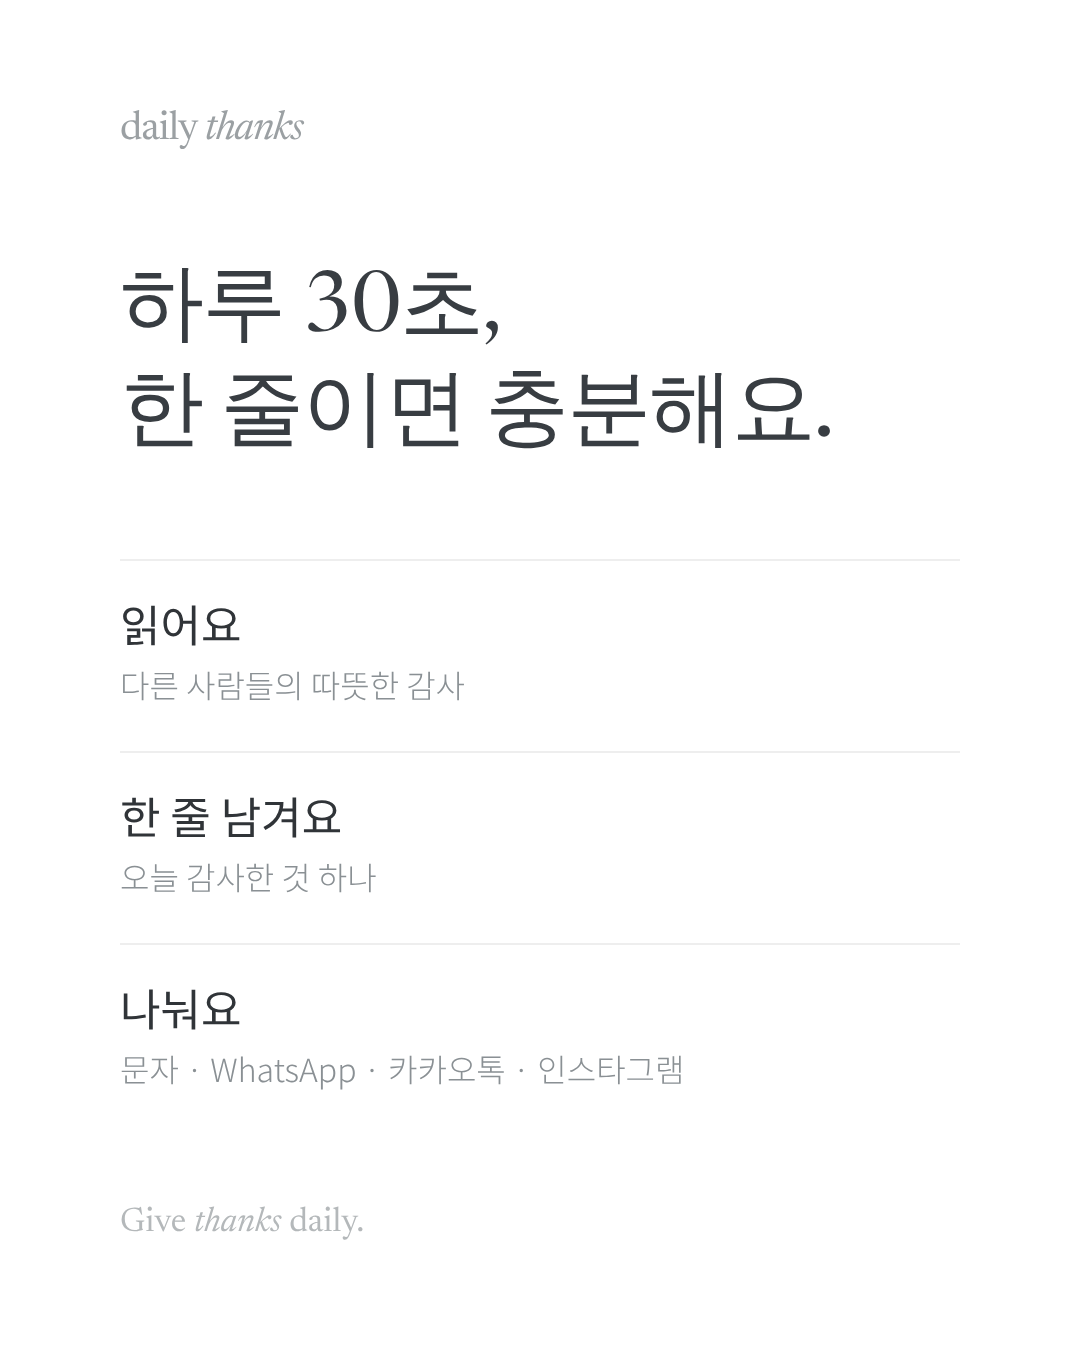 daily thanks
하루 30초,
한 줄이면 충분해요.
읽어요
다른 사람들의 따뜻한 감사
한 줄 남겨요
오늘 감사한 것 하나
나눠요
문자 · WhatsApp · 카카오톡 · 인스타그램
Give thanks daily.